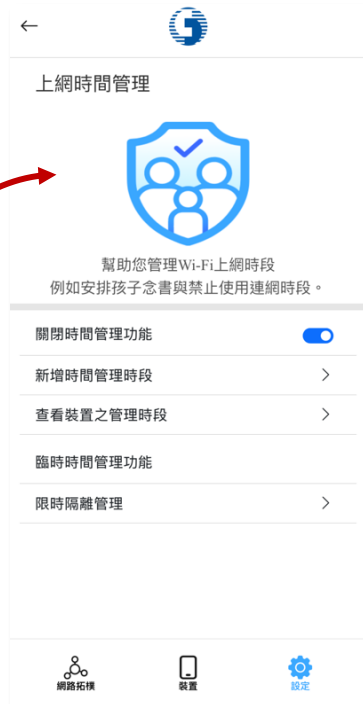 上網時間管理
幫助您管理Wi-Fi上網時段
例如安排孩子念書與禁止使用連網時段。
關閉時間管理功能
新增時間管理時段
查看裝置之管理時段
臨時時間管理功能
限時隔離管理
網路拓樸 裝置 設定